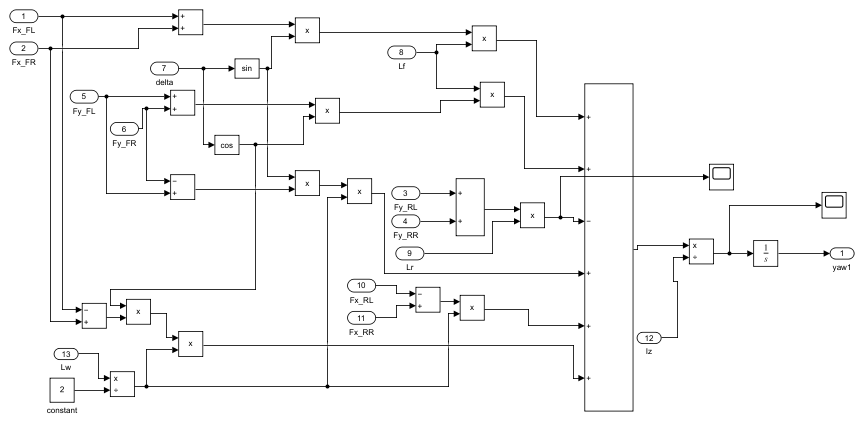 1
Fx_FL
2
Fx_FR
+
+
x
7
delta
sin
8
Lf
x
5
Fy_FL
+
+
6
Fy_FR
x
x
cos
−
+
x
x
3
Fy_RL
4
Fy_RR
+
+
x
9
Lr
+
+
−
+
+
+
x
÷
1
s
1
yaw1
10
Fx_RL
11
Fx_RR
−
+
x
12
Iz
−
+
x
x
13
Lw
2
constant
x
÷